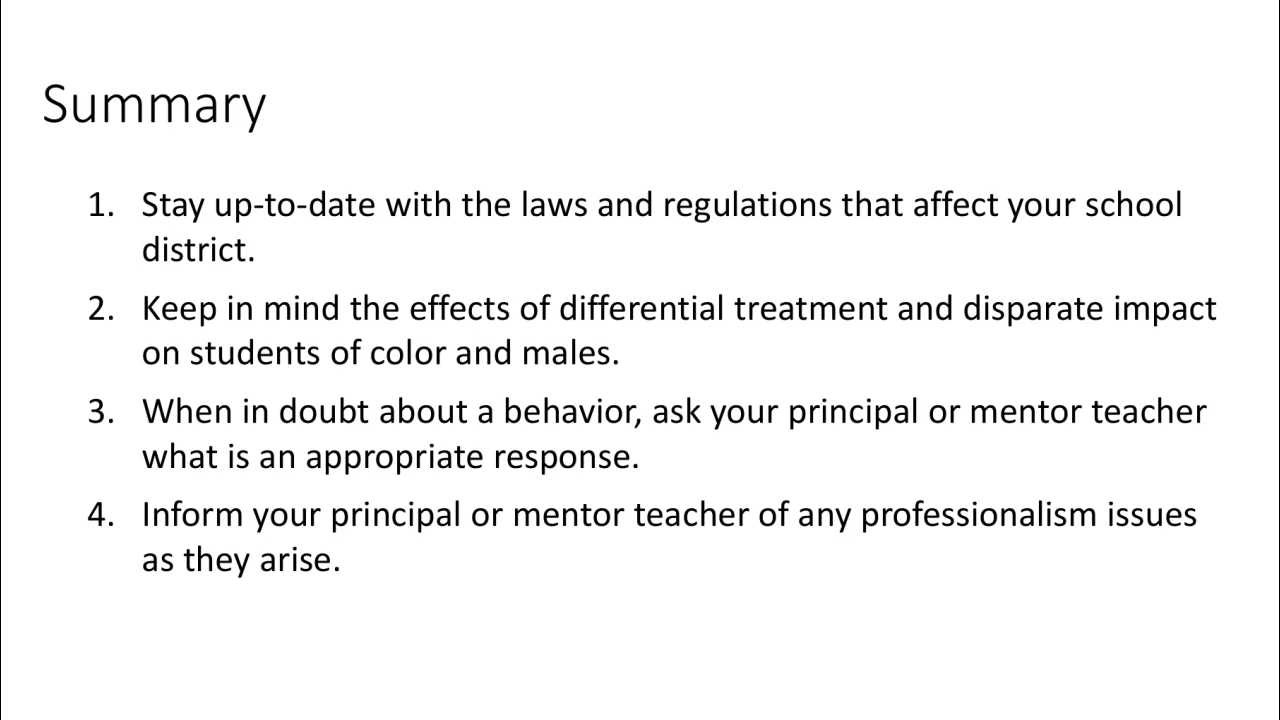 Summary
1. Stay up-to-date with the laws and regulations that affect your school
district.
2. Keep in mind the effects of differential treatment and disparate impact
on students of color and males.
3. When in doubt about a behavior, ask your principal or mentor teacher
what is an appropriate response.
4. Inform your principal or mentor teacher of any professionalism issues
as they arise.